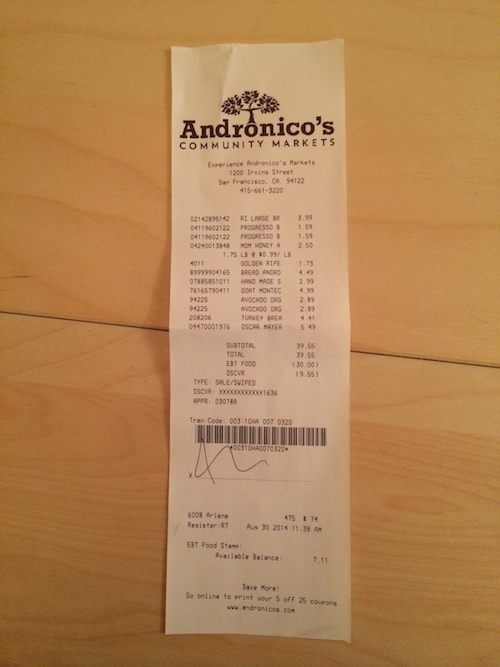 Andronico's
COMMUNITY MARKETS
Experience Andronico's Markets
1200 Irving Street
San Francisco, CA. 94122
415-661-3220
02142895142 RI LARGE BR 3.99
04119602122 PROGRESSO B 1.59
04119602122 PROGRESSO B 1.59
04240013848 MOM HONEY A 2.50
1.75 LB @ $0.99/ LB
4011 GOLDEN RIPE 1.73
89999904165 BREAD ANDRO 4.49
07885851011 HAND MADE S 2.99
76165790411 GOAT MONTEC 4.99
94225 AVOCADO ORG 2.89
94225 AVOCADO ORG 2.89
208206 TURKEY BREA 4.41
04470001976 OSCAR MAYER 5.49
SUBTOTAL 39.55
TOTAL 39.55
EBT FOOD (30.00)
DSCVR (9.55)
TYPE: SALE/SWIPED
DSCVR: XXXXXXXXXXXX1636
APPR: 03078R
Tran Code: 003 10HA 007 0320
*00310HA0070320*
X
6008 Arlene 475 $ 74
Register:R7 Aug 30 2014 11:38 AM
EBT Food Stamp:
Available Balance: 7.11
Save More!
Go online to print your 5 off 25 coupons
www.andronicos.com